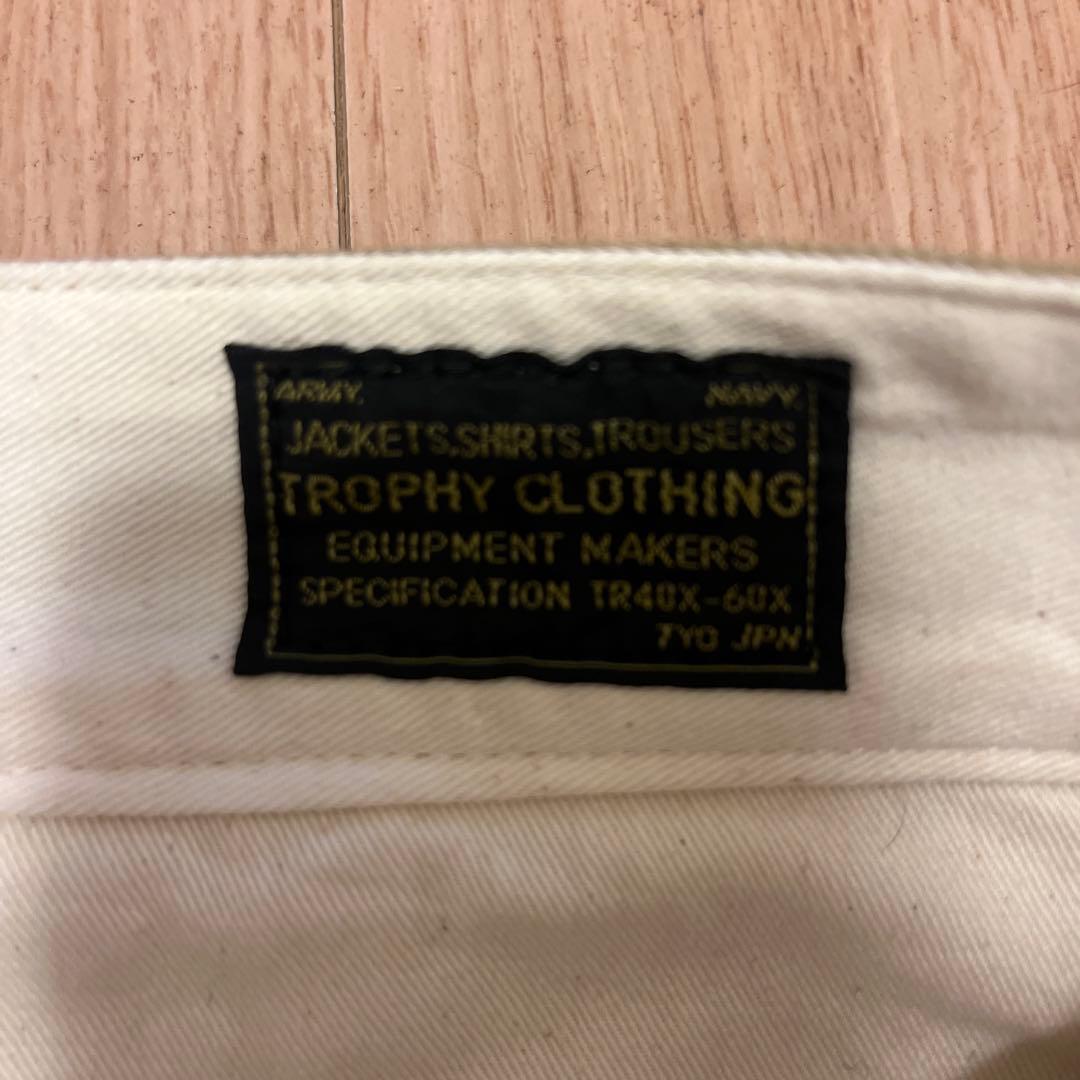 ARMY. NAVY.
JACKETS.SHIRTS.TROUSERS
TROPHY CLOTHING
EQUIPMENT MAKERS
SPECIFICATION TR40X-60X
TYO JPN